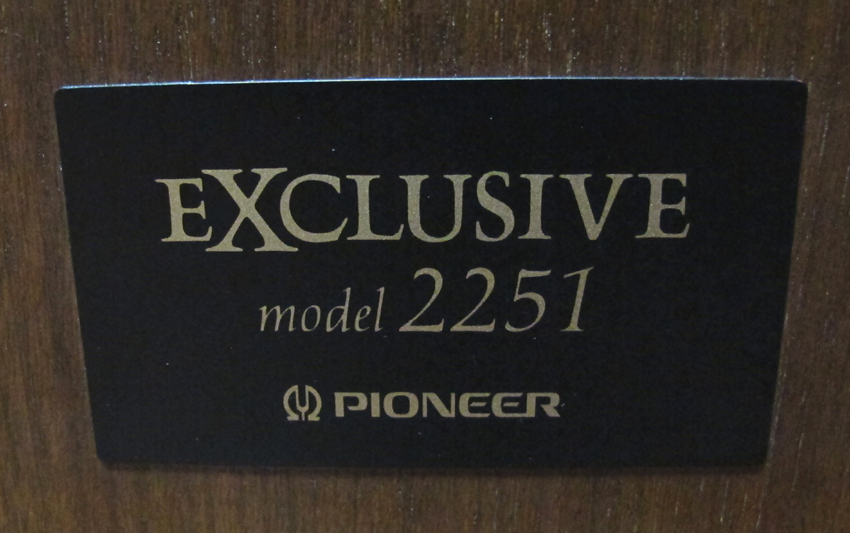 EXCLUSIVE
model 2251
PIONEER